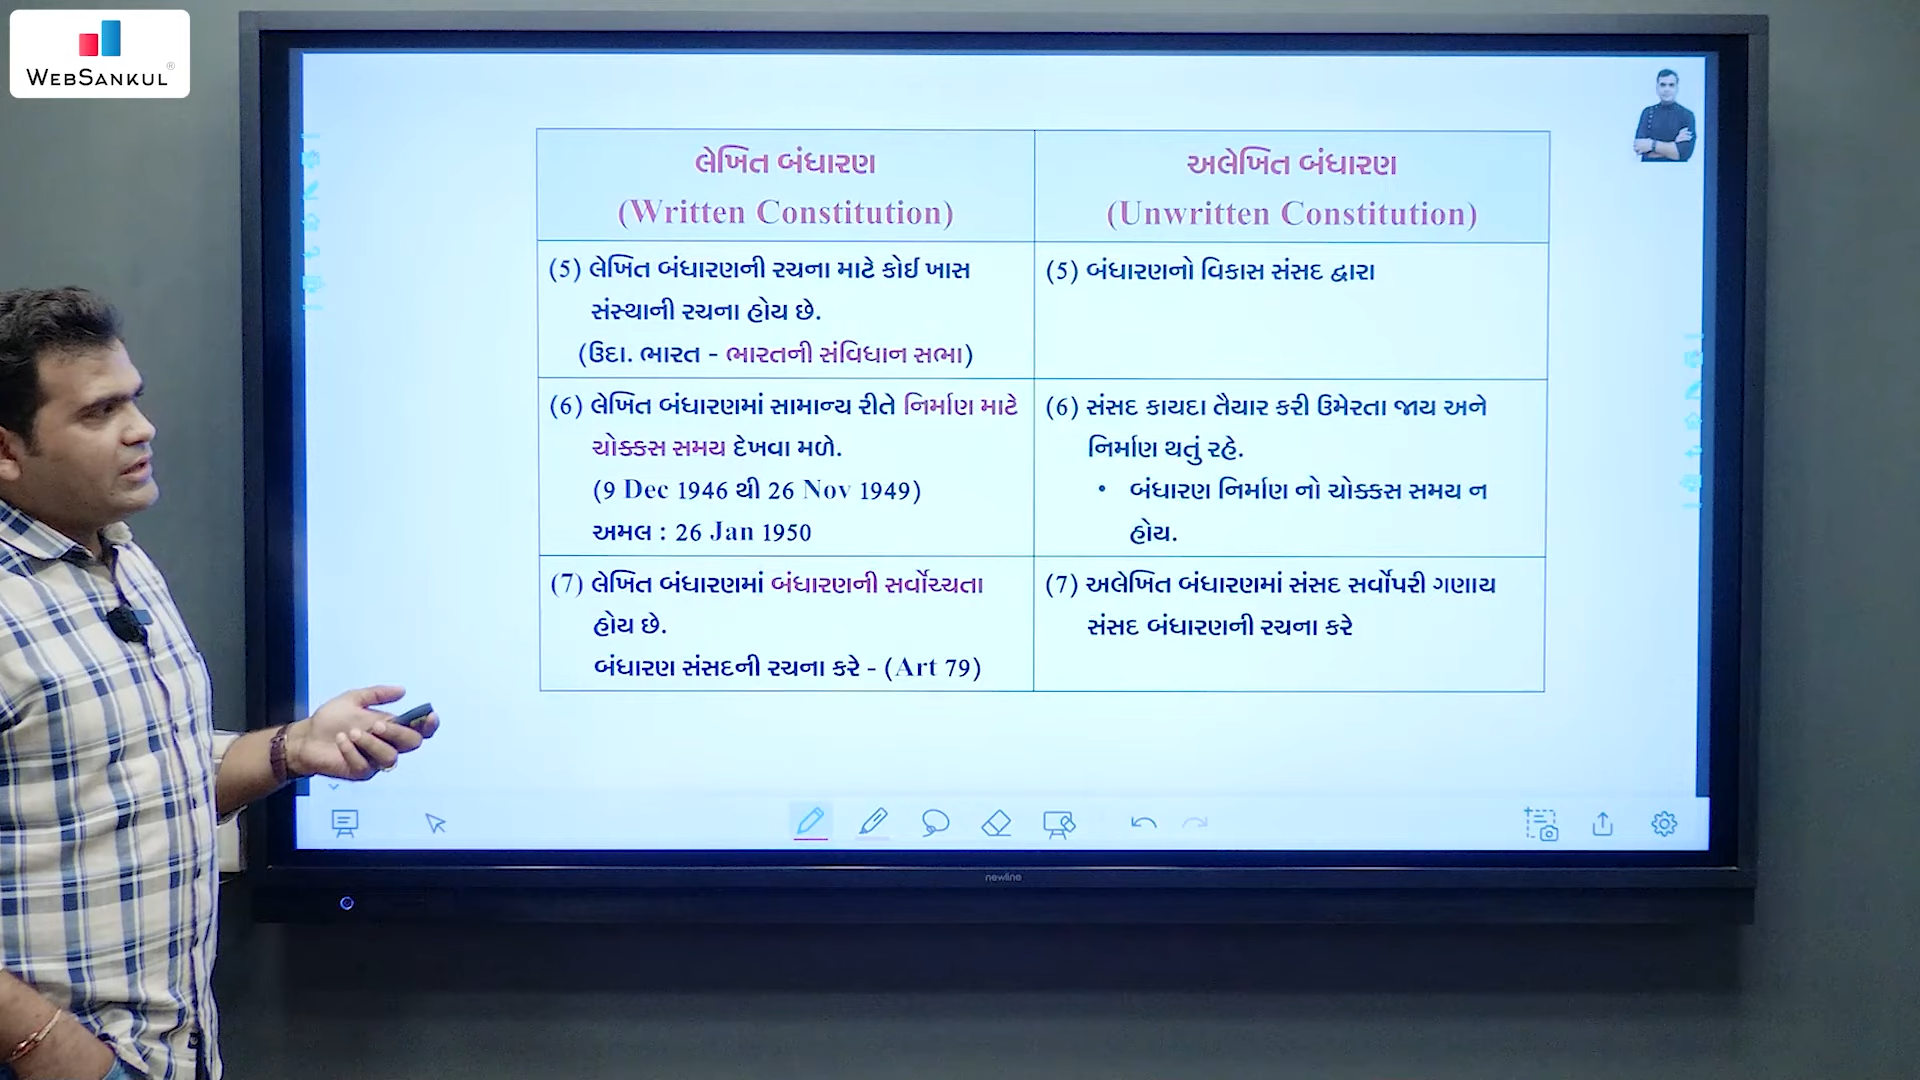 WEBSANKUL®
લેખિત બંધારણ
(Written Constitution)
અલેખિત બંધારણ
(Unwritten Constitution)
(5) લેખિત બંધારણની રચના માટે કોઈ ખાસ
સંસ્થાની રચના હોય છે.
(ઉદા. ભારત - ભારતની સંવિધાન સભા)
(5) બંધારણનો વિકાસ સંસદ દ્વારા
(6) લેખિત બંધારણમાં સામાન્ય રીતે નિર્માણ માટે
ચોક્કસ સમય દેખવા મળે.
(9 Dec 1946 થી 26 Nov 1949)
અમલ : 26 Jan 1950
(6) સંસદ કાયદા તૈયાર કરી ઉમેરતા જાય અને
નિર્માણ થતું રહે.
• બંધારણ નિર્માણ નો ચોક્કસ સમય ન
હોય.
(7) લેખિત બંધારણમાં બંધારણની સર્વોચ્ચતા
હોય છે.
બંધારણ સંસદની રચના કરે - (Art 79)
(7) અલેખિત બંધારણમાં સંસદ સર્વોપરી ગણાય
સંસદ બંધારણની રચના કરે
newline